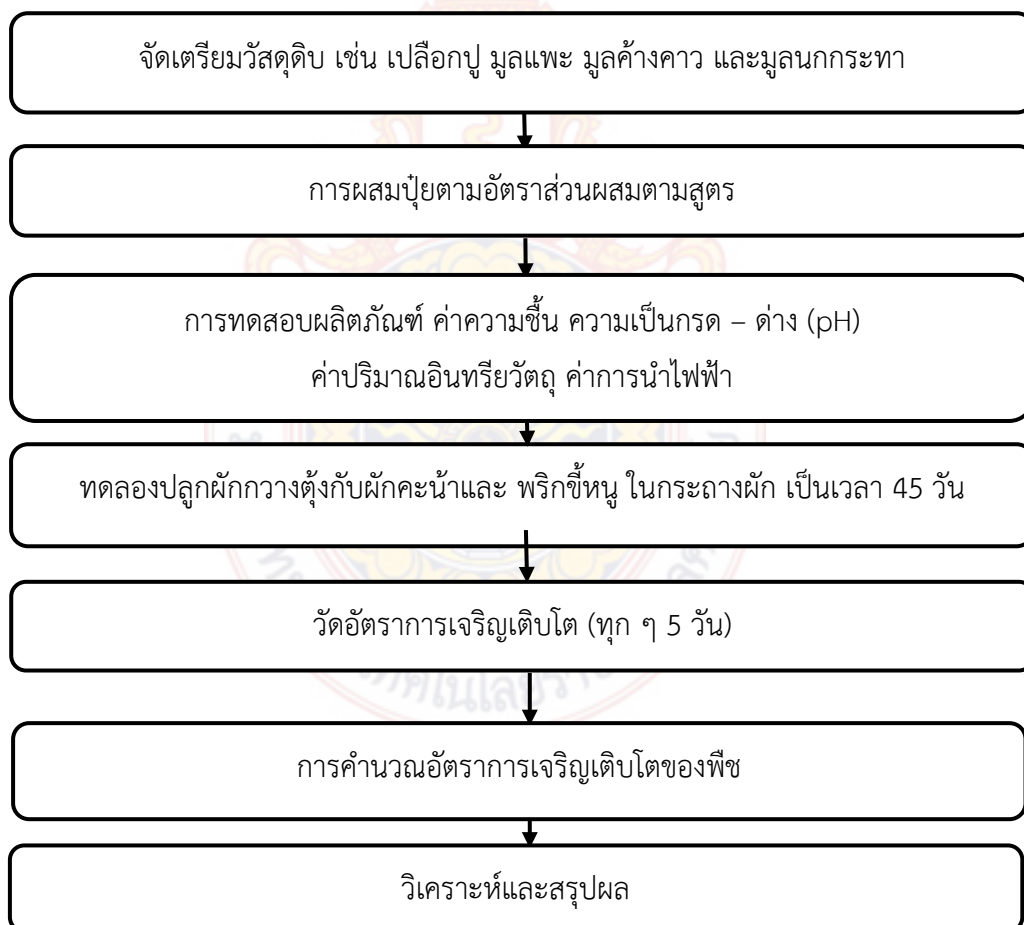 จัดเตรียมวัสดุดิบ เช่น เปลือกปู มูลแพะ มูลค้างคาว และมูลนกกระทา
การผสมปุ๋ยตามอัตราส่วนผสมตามสูตร
การทดสอบผลิตภัณฑ์ ค่าความชื้น ความเป็นกรด – ด่าง (pH)
ค่าปริมาณอินทรียวัตถุ ค่าการนำไฟฟ้า
ทดลองปลูกผักกวางตุ้งกับผักคะน้าและ พริกขี้หนู ในกระถางผัก เป็นเวลา 45 วัน
วัดอัตราการเจริญเติบโต (ทุก ๆ 5 วัน)
การคำนวณอัตราการเจริญเติบโตของพืช
วิเคราะห์และสรุปผล